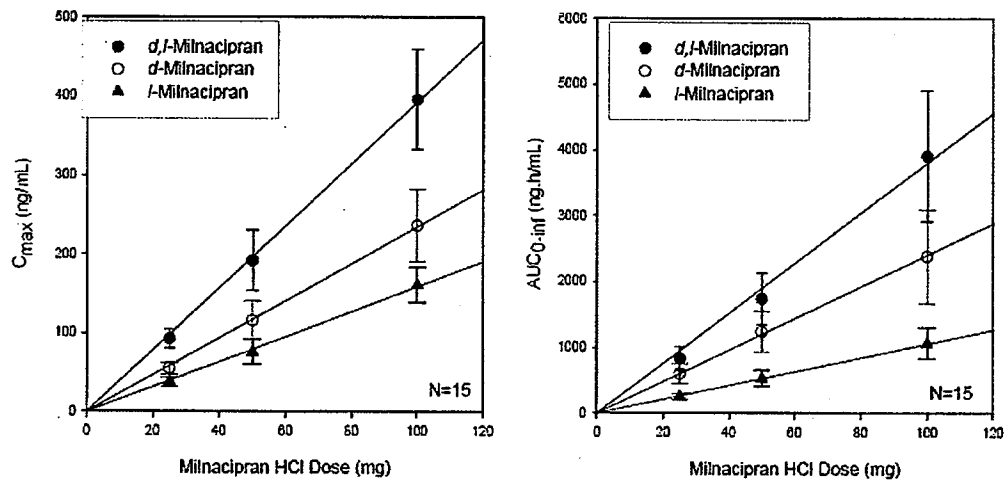 500
400
300
200
100
0
C_max (ng/mL)
d,l-Milnacipran
d-Milnacipran
l-Milnacipran
N=15
0 20 40 60 80 100 120
Milnacipran HCl Dose (mg)
6000
5000
4000
3000
2000
1000
0
AUC_0-inf (ng.h/mL)
d,l-Milnacipran
d-Milnacipran
l-Milnacipran
N=15
0 20 40 60 80 100 120
Milnacipran HCl Dose (mg)